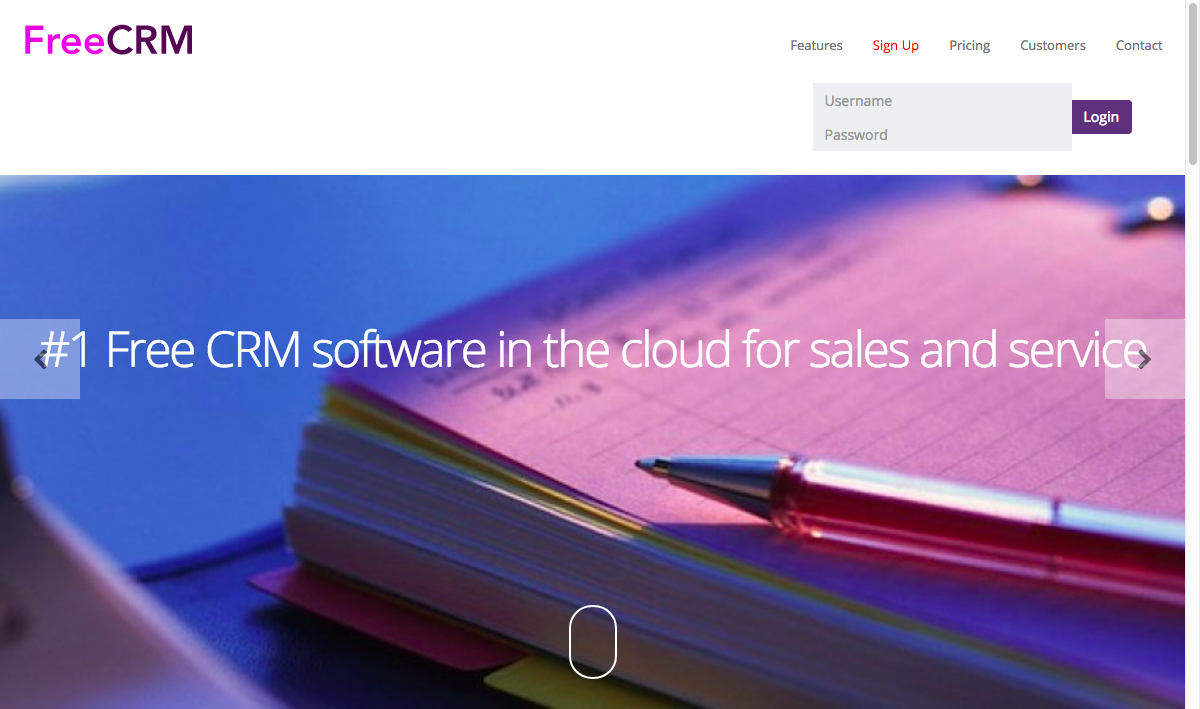 FreeCRM
Features Sign Up Pricing Customers Contact
Username
Password
Login
#1 Free CRM software in the cloud for sales and service